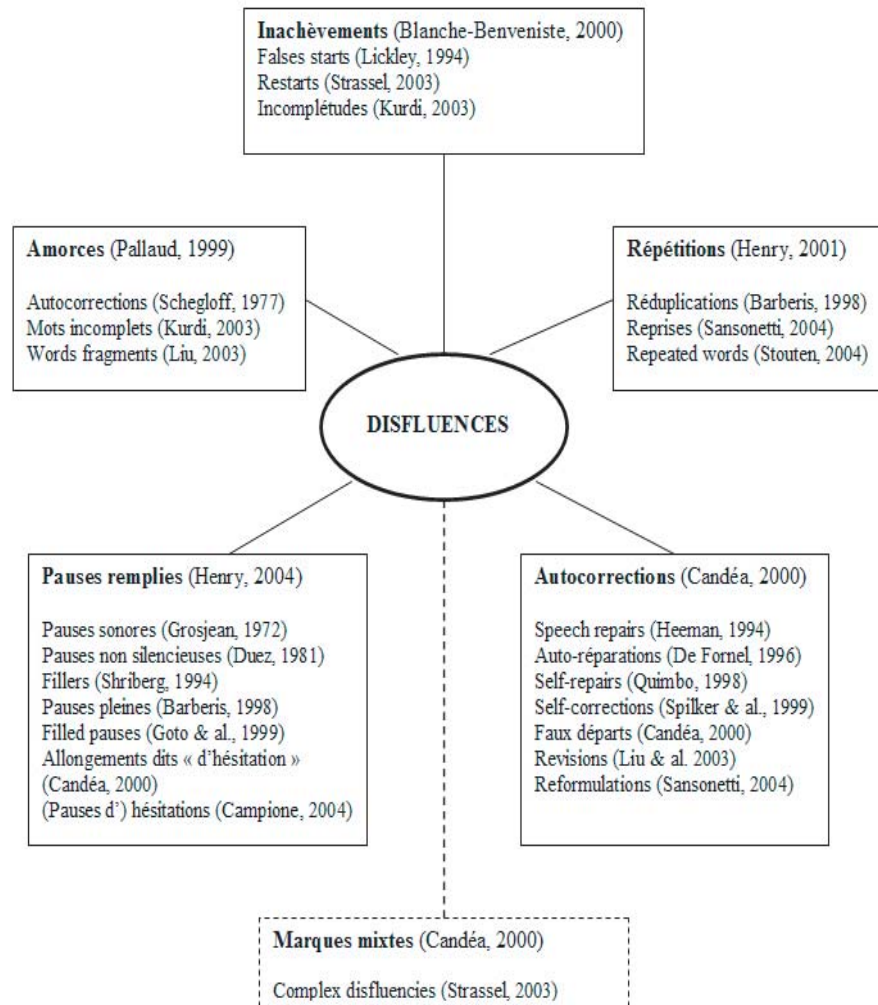 Inachèvements (Blanche-Benveniste, 2000)
Falses starts (Lickley, 1994)
Restarts (Strassel, 2003)
Incomplétudes (Kurdi, 2003)
Amorces (Pallaud, 1999)
Autocorrections (Schegloff, 1977)
Mots incomplets (Kurdi, 2003)
Words fragments (Liu, 2003)
Répétitions (Henry, 2001)
Réduplications (Barberis, 1998)
Reprises (Sansonetti, 2004)
Repeated words (Stouten, 2004)
DISFLUENCES
Pauses remplies (Henry, 2004)
Pauses sonores (Grosjean, 1972)
Pauses non silencieuses (Duez, 1981)
Fillers (Shriberg, 1994)
Pauses pleines (Barberis, 1998)
Filled pauses (Goto & al., 1999)
Allongements dits « d’hésitation »
(Candéa, 2000)
(Pauses d’) hésitations (Campione, 2004)
Autocorrections (Candéa, 2000)
Speech repairs (Heeman, 1994)
Auto-réparations (De Fornel, 1996)
Self-repairs (Quimbo, 1998)
Self-corrections (Spilker & al., 1999)
Faux départs (Candéa, 2000)
Revisions (Liu & al. 2003)
Reformulations (Sansonetti, 2004)
Marques mixtes (Candéa, 2000)
Complex disfluencies (Strassel, 2003)